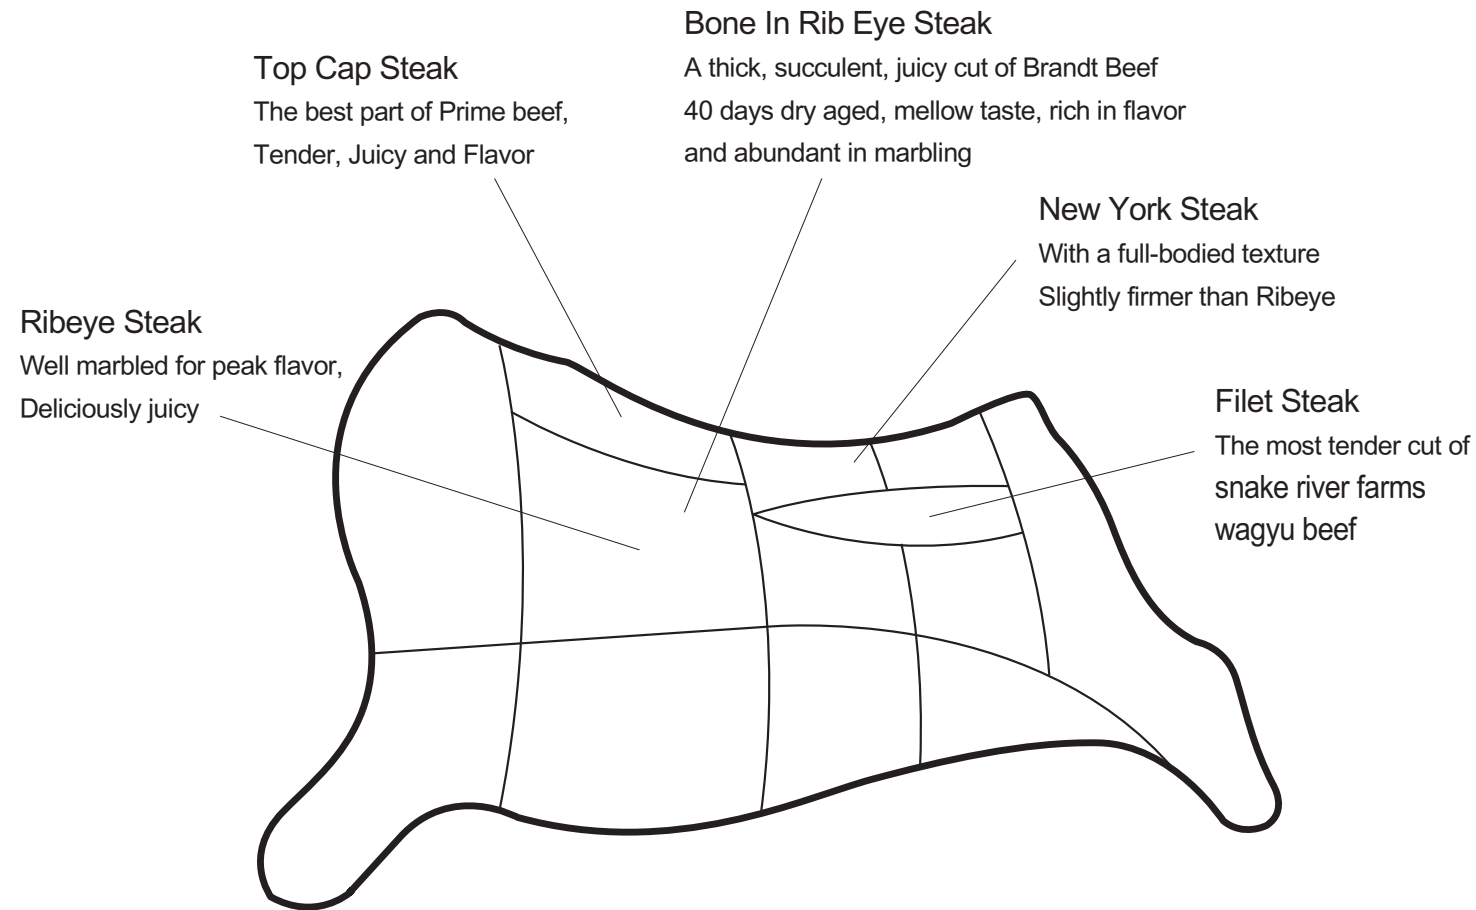 Bone In Rib Eye Steak
A thick, succulent, juicy cut of Brandt Beef
40 days dry aged, mellow taste, rich in flavor
and abundant in marbling
Top Cap Steak
The best part of Prime beef,
Tender, Juicy and Flavor
New York Steak
With a full-bodied texture
Slightly firmer than Ribeye
Ribeye Steak
Well marbled for peak flavor,
Deliciously juicy
Filet Steak
The most tender cut of
snake river farms
wagyu beef